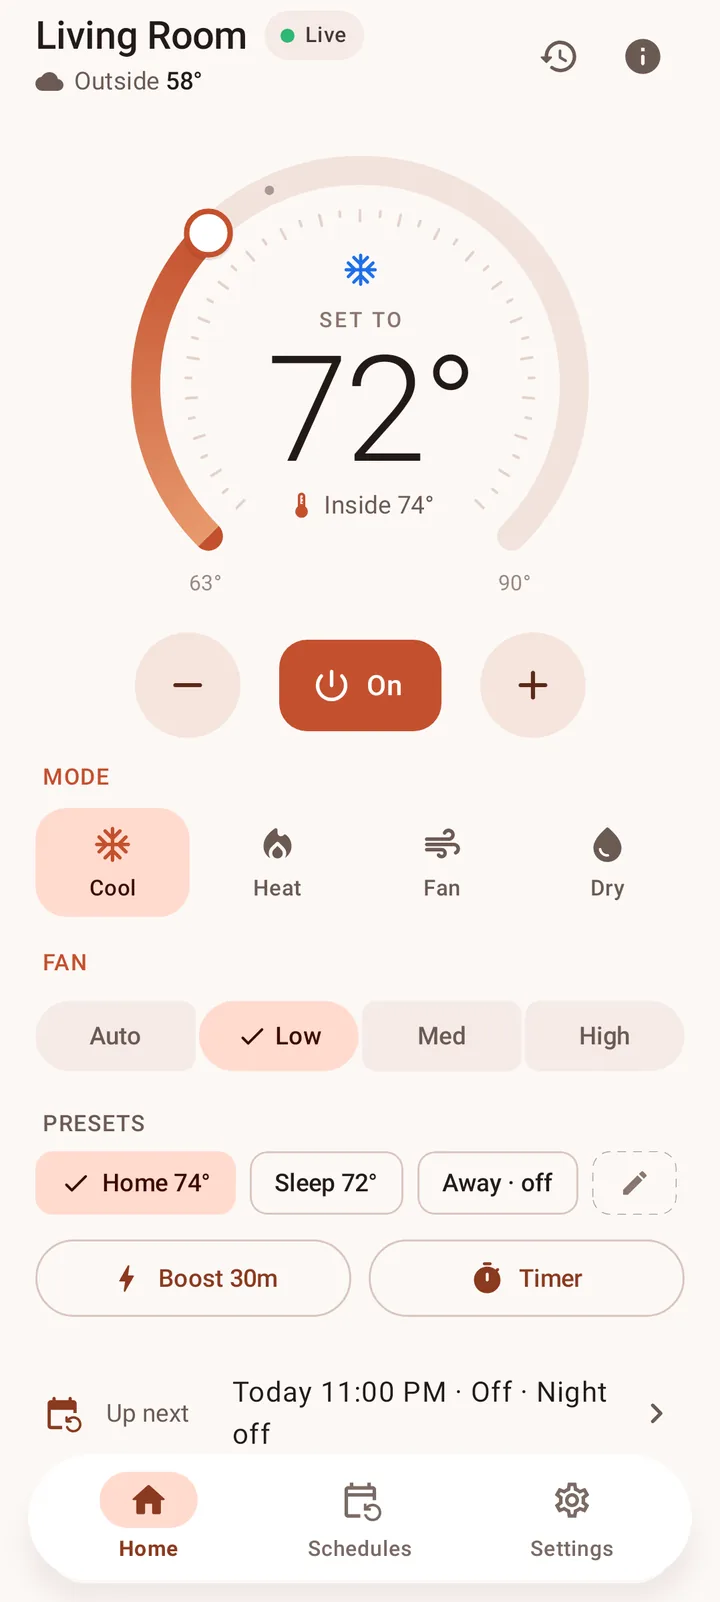 Living Room
Live
Outside 58°
SET TO
72°
Inside 74°
63°
90°
On
MODE
Cool
Heat
Fan
Dry
FAN
Auto
Low
Med
High
PRESETS
Home 74°
Sleep 72°
Away · off
Boost 30m
Timer
Up next
Today 11:00 PM · Off · Night
off
Home
Schedules
Settings